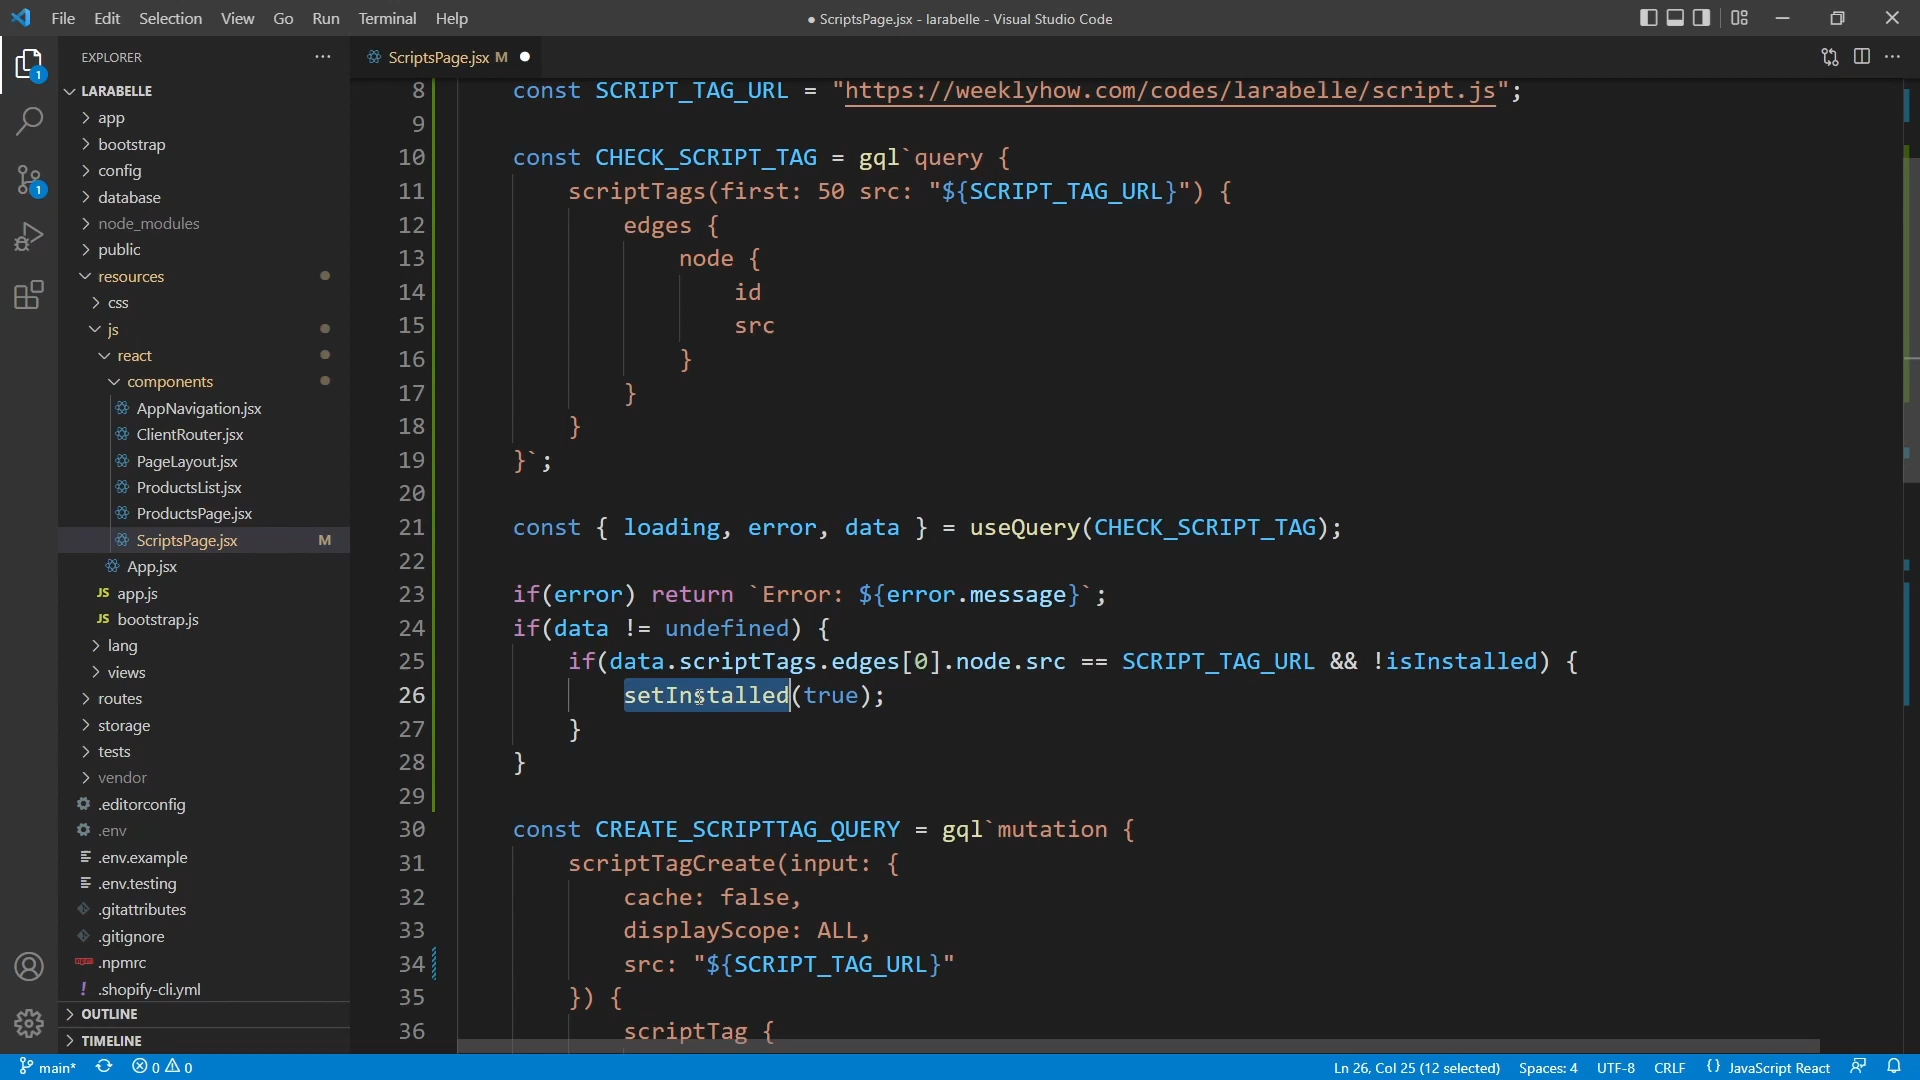 File Edit Selection View Go Run Terminal Help
● ScriptsPage.jsx - larabelle - Visual Studio Code
EXPLORER
ScriptsPage.jsx M
LARABELLE
app
bootstrap
config
database
node_modules
public
resources
css
js
react
components
AppNavigation.jsx
ClientRouter.jsx
PageLayout.jsx
ProductsList.jsx
ProductsPage.jsx
ScriptsPage.jsx M
App.jsx
JS app.js
JS bootstrap.js
lang
views
routes
storage
tests
vendor
.editorconfig
.env
.env.example
.env.testing
.gitattributes
.gitignore
.npmrc
! .shopify-cli.yml
OUTLINE
TIMELINE
1
1
8 const SCRIPT_TAG_URL = "https://weeklyhow.com/codes/larabelle/script.js";
9
10 const CHECK_SCRIPT_TAG = gql`query {
11 scriptTags(first: 50 src: "${SCRIPT_TAG_URL}") {
12 edges {
13 node {
14 id
15 src
16 }
17 }
18 }
19 }`;
20
21 const { loading, error, data } = useQuery(CHECK_SCRIPT_TAG);
22
23 if(error) return `Error: ${error.message}`;
24 if(data != undefined) {
25 if(data.scriptTags.edges[0].node.src == SCRIPT_TAG_URL && !isInstalled) {
26 setInstalled(true);
27 }
28 }
29
30 const CREATE_SCRIPTTAG_QUERY = gql`mutation {
31 scriptTagCreate(input: {
32 cache: false,
33 displayScope: ALL,
34 src: "${SCRIPT_TAG_URL}"
35 }) {
36 scriptTag {
main* 0 0
Ln 26, Col 25 (12 selected) Spaces: 4 UTF-8 CRLF {} JavaScript React